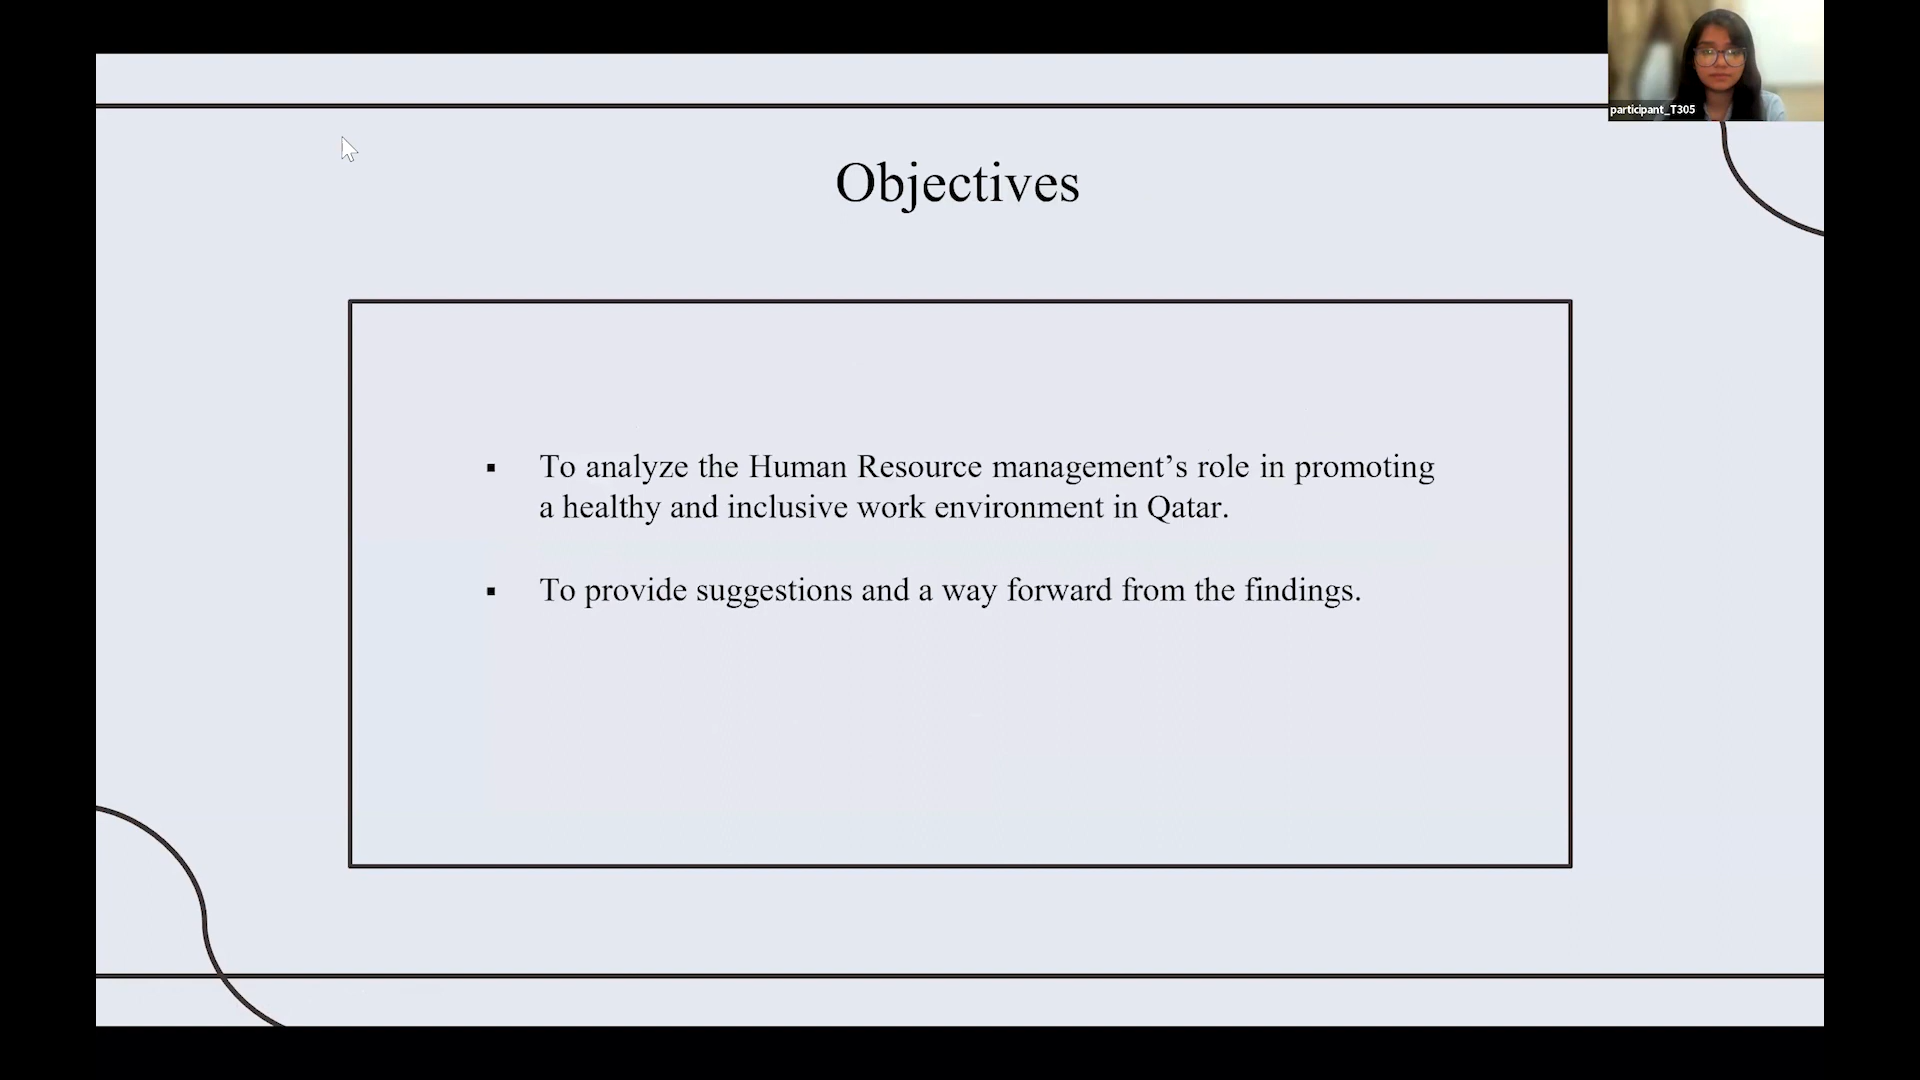 participant_T305
Objectives
▪ To analyze the Human Resource management’s role in promoting
a healthy and inclusive work environment in Qatar.
▪ To provide suggestions and a way forward from the findings.